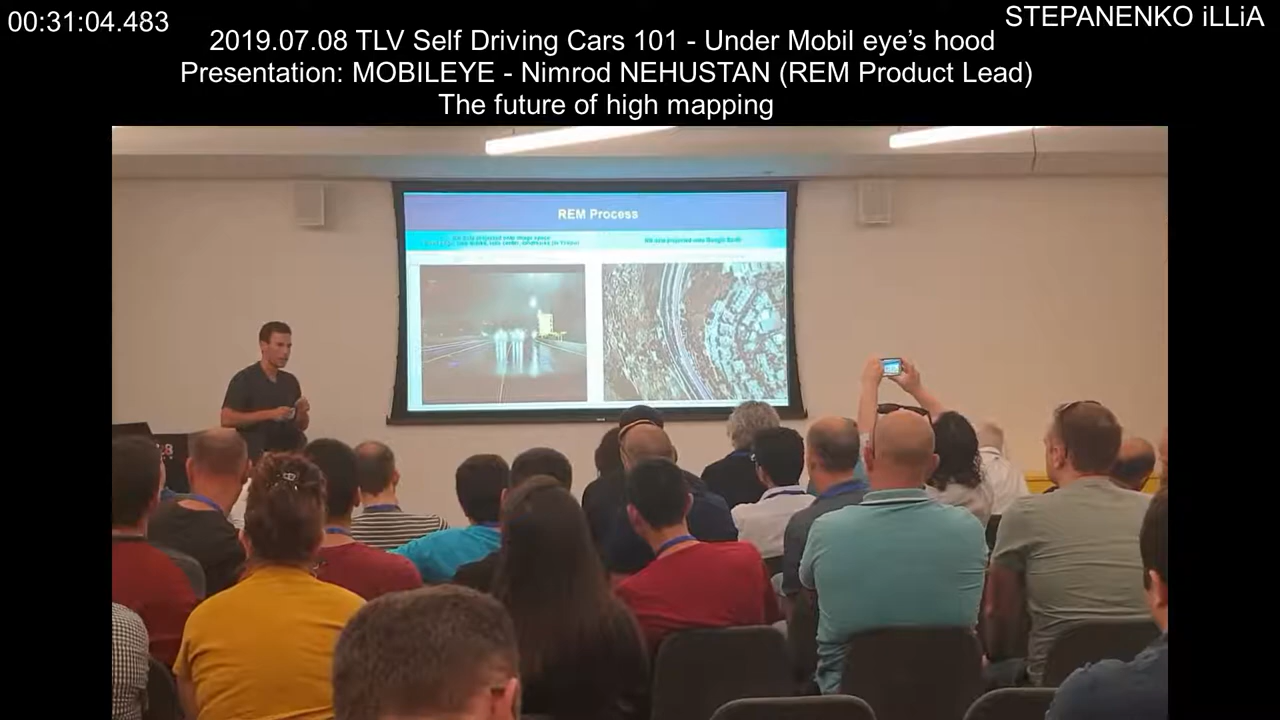 00:31:04.483
STEPANENKO iLLiA
2019.07.08 TLV Self Driving Cars 101 - Under Mobil eye’s hood
Presentation: MOBILEYE - Nimrod NEHUSTAN (REM Product Lead)
The future of high mapping
REM Process